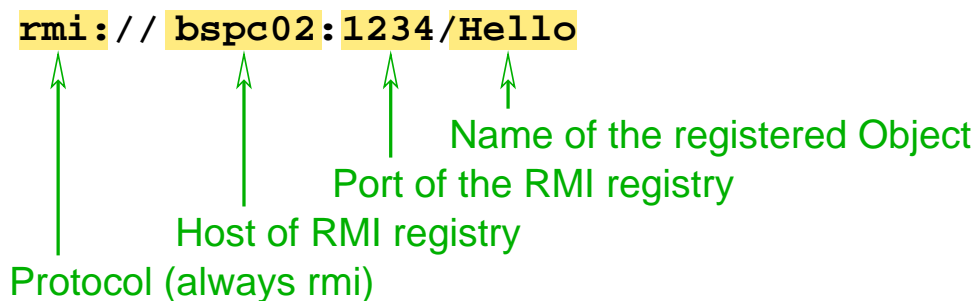 rmi:// bspc02:1234/Hello
Name of the registered Object
Port of the RMI registry
Host of RMI registry
Protocol (always rmi)